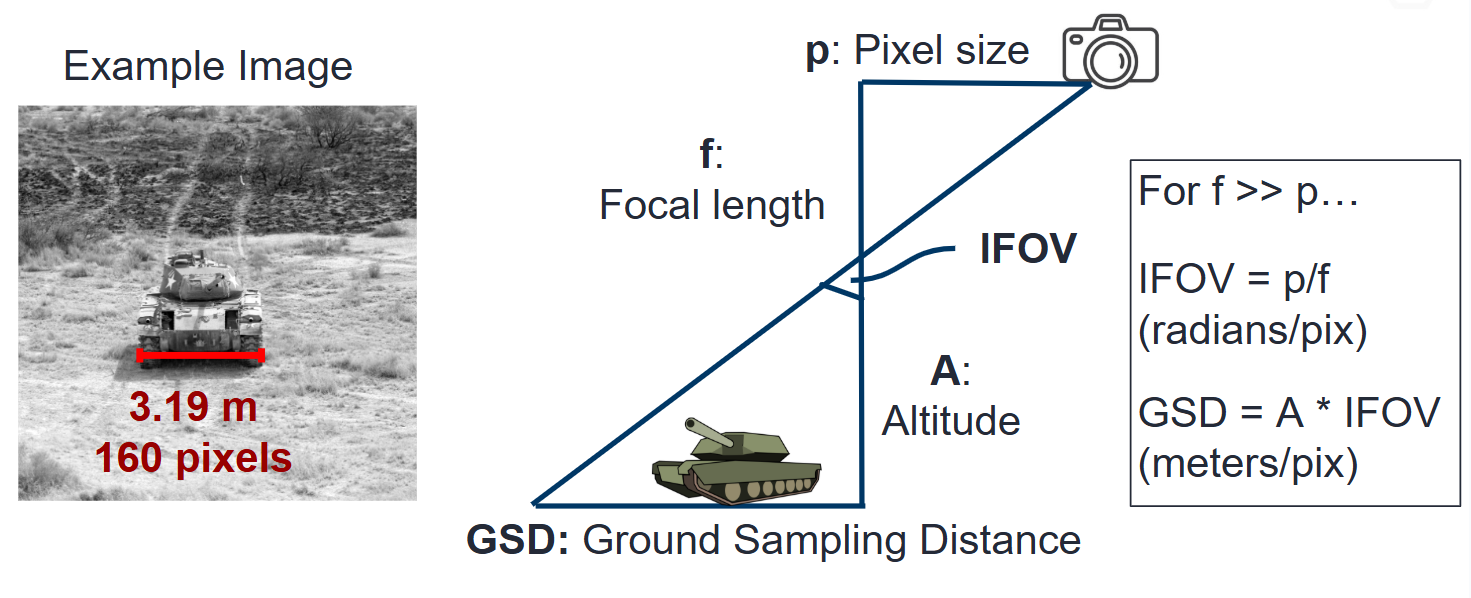 Example Image
3.19 m
160 pixels
p: Pixel size
f:
Focal length
IFOV
A:
Altitude
GSD: Ground Sampling Distance
For f >> p…
IFOV = p/f
(radians/pix)
GSD = A * IFOV
(meters/pix)